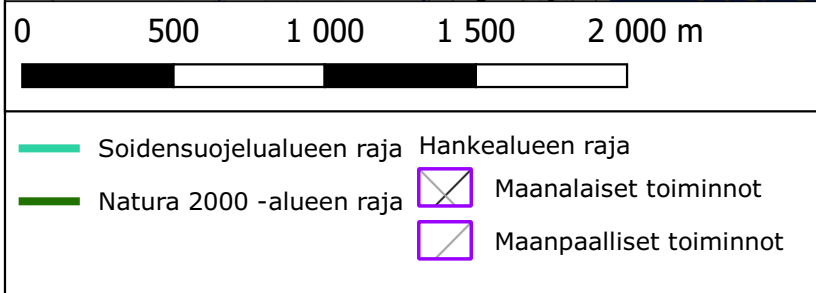 0 500 1 000 1 500 2 000 m
Soidensuojelualueen raja
Natura 2000 -alueen raja
Hankealueen raja
Maanalaiset toiminnot
Maanpaalliset toiminnot